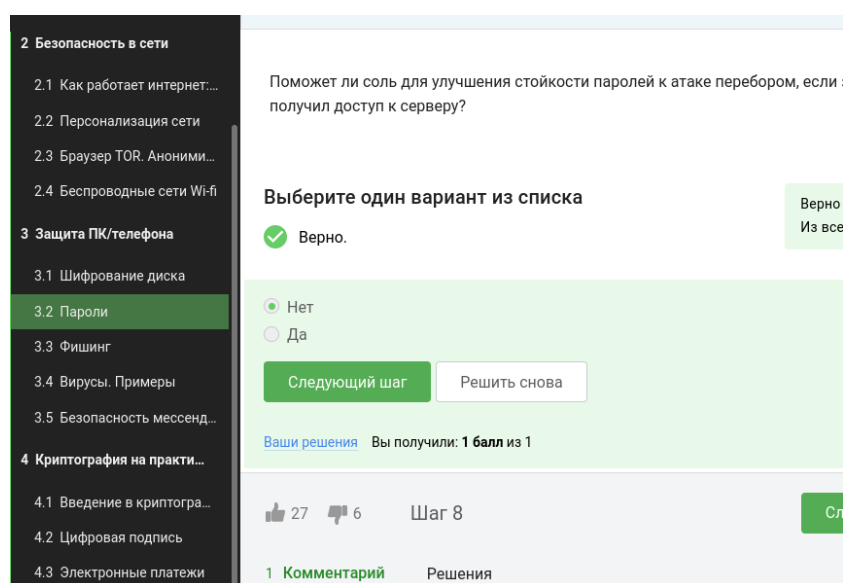 2 Безопасность в сети
2.1 Как работает интернет:...
2.2 Персонализация сети
2.3 Браузер TOR. Аноними...
2.4 Беспроводные сети Wi-fi
3 Защита ПК/телефона
3.1 Шифрование диска
3.2 Пароли
3.3 Фишинг
3.4 Вирусы. Примеры
3.5 Безопасность мессенд...
4 Криптография на практи...
4.1 Введение в криптогра...
4.2 Цифровая подпись
4.3 Электронные платежи
Поможет ли соль для улучшения стойкости паролей к атаке перебором, если
получил доступ к серверу?
Выберите один вариант из списка
Верно.
Верно
Из все
Нет
Да
Следующий шаг
Решить снова
Ваши решения Вы получили: 1 балл из 1
27 6 Шаг 8
Сл
1 Комментарий Решения